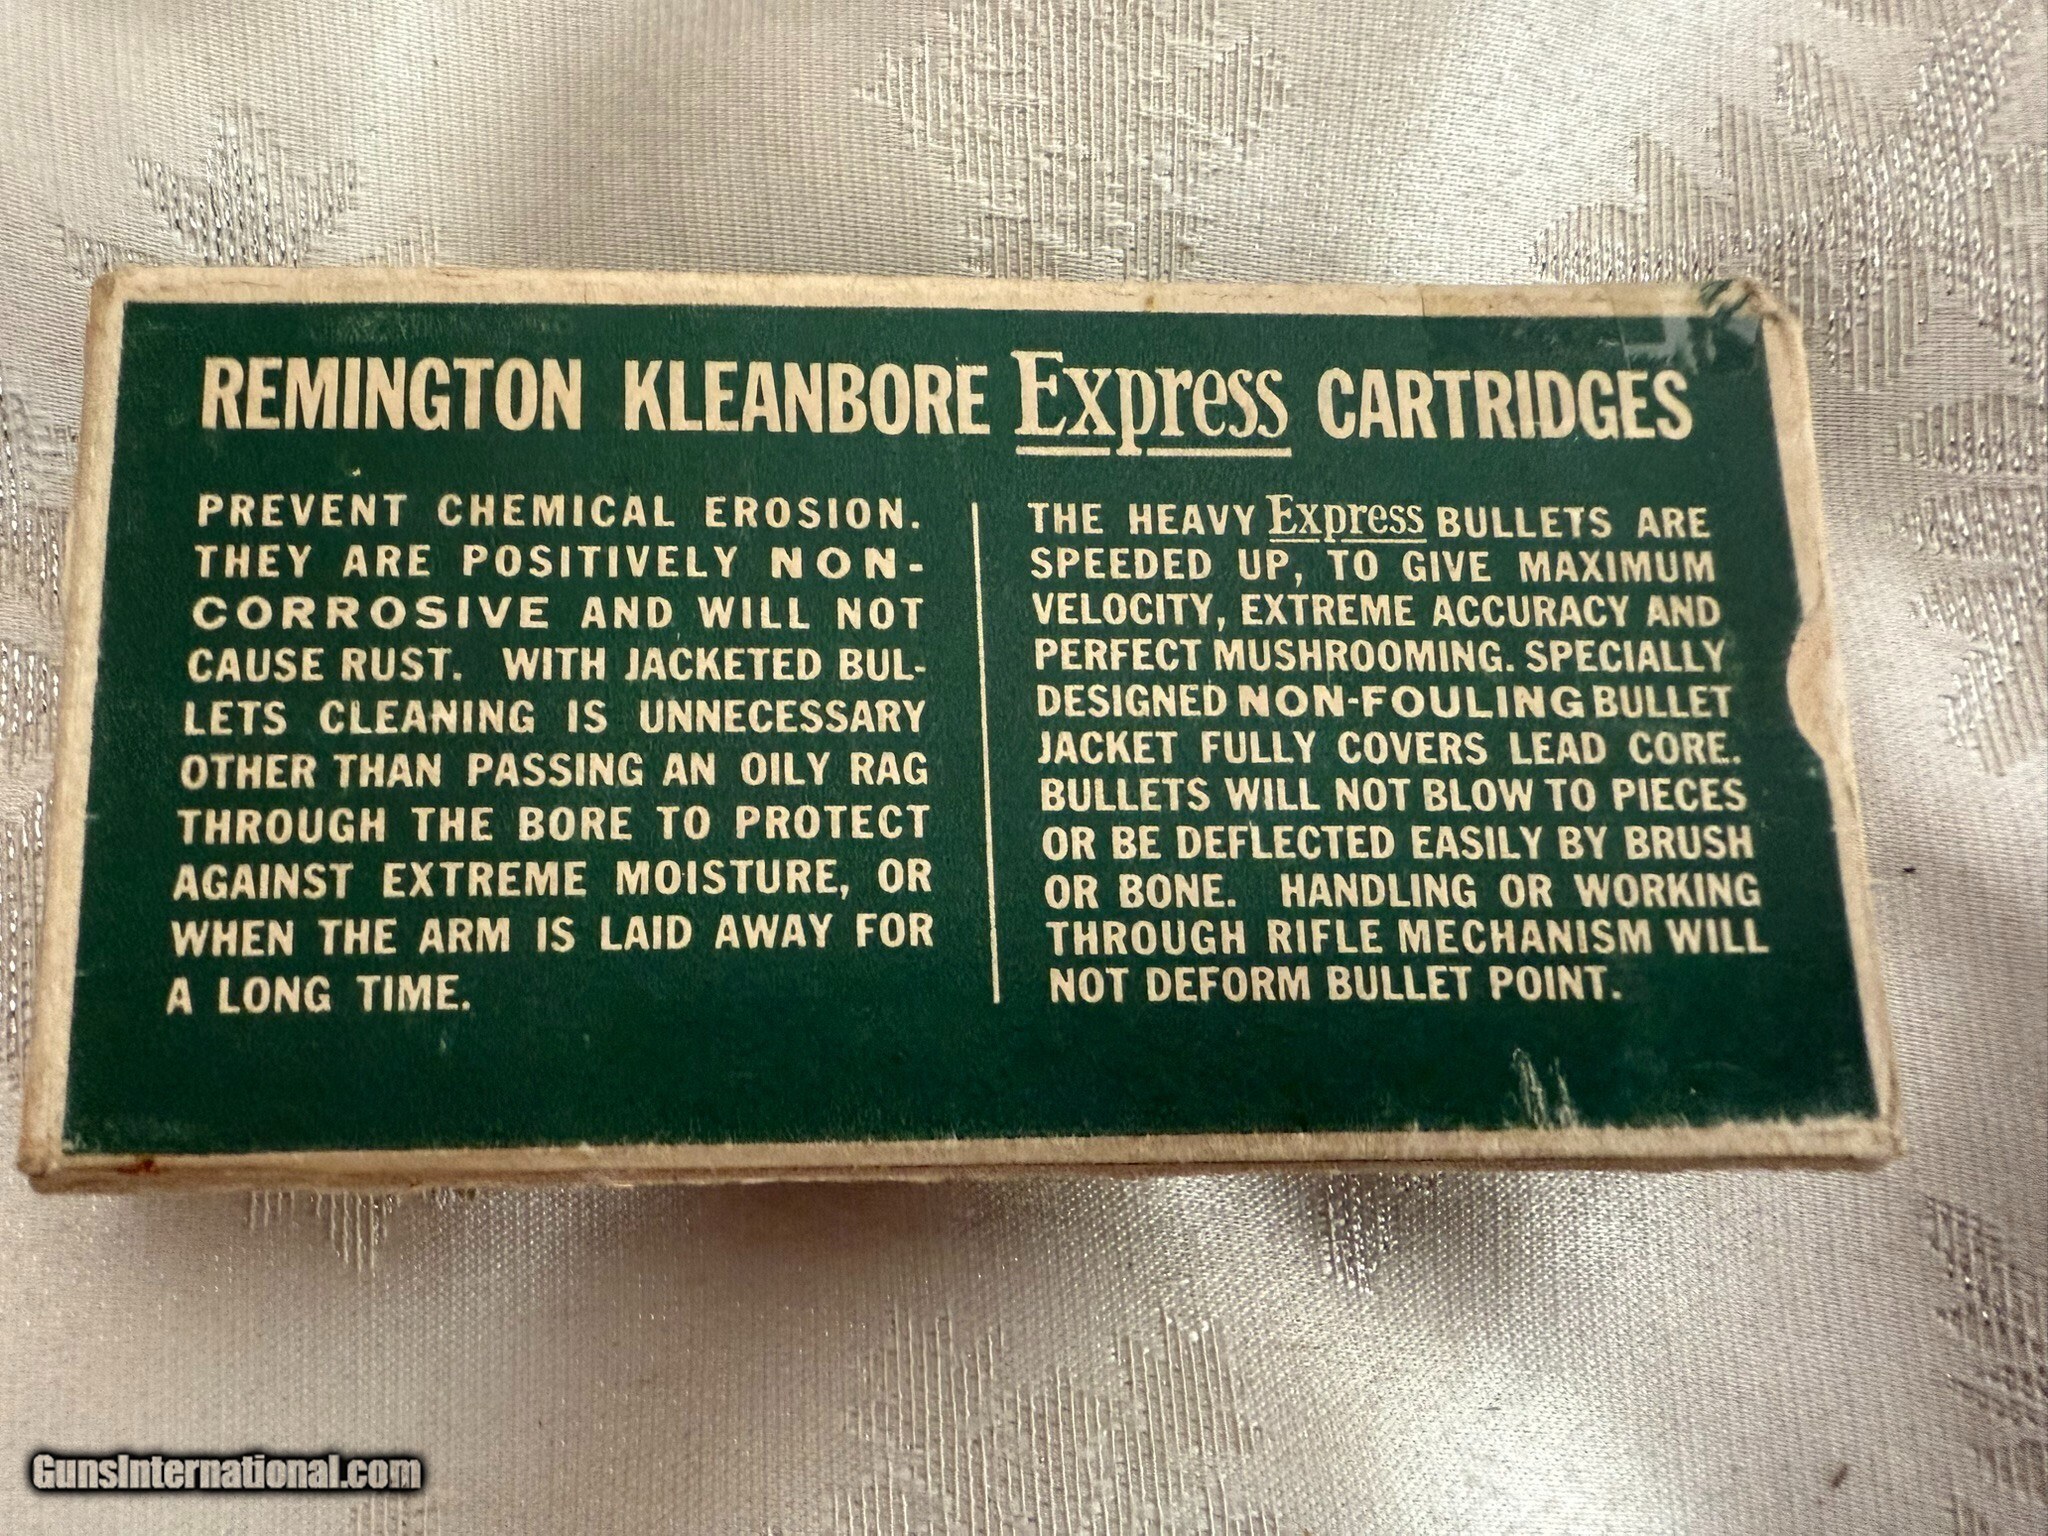 REMINGTON KLEANBORE Express CARTRIDGES
PREVENT CHEMICAL EROSION.
THEY ARE POSITIVELY NON-
CORROSIVE AND WILL NOT
CAUSE RUST. WITH JACKETED BUL-
LETS CLEANING IS UNNECESSARY
OTHER THAN PASSING AN OILY RAG
THROUGH THE BORE TO PROTECT
AGAINST EXTREME MOISTURE, OR
WHEN THE ARM IS LAID AWAY FOR
A LONG TIME.
THE HEAVY Express BULLETS ARE
SPEEDED UP, TO GIVE MAXIMUM
VELOCITY, EXTREME ACCURACY AND
PERFECT MUSHROOMING. SPECIALLY
DESIGNED NON-FOULING BULLET
JACKET FULLY COVERS LEAD CORE.
BULLETS WILL NOT BLOW TO PIECES
OR BE DEFLECTED EASILY BY BRUSH
OR BONE. HANDLING OR WORKING
THROUGH RIFLE MECHANISM WILL
NOT DEFORM BULLET POINT.
GunsInternational.com